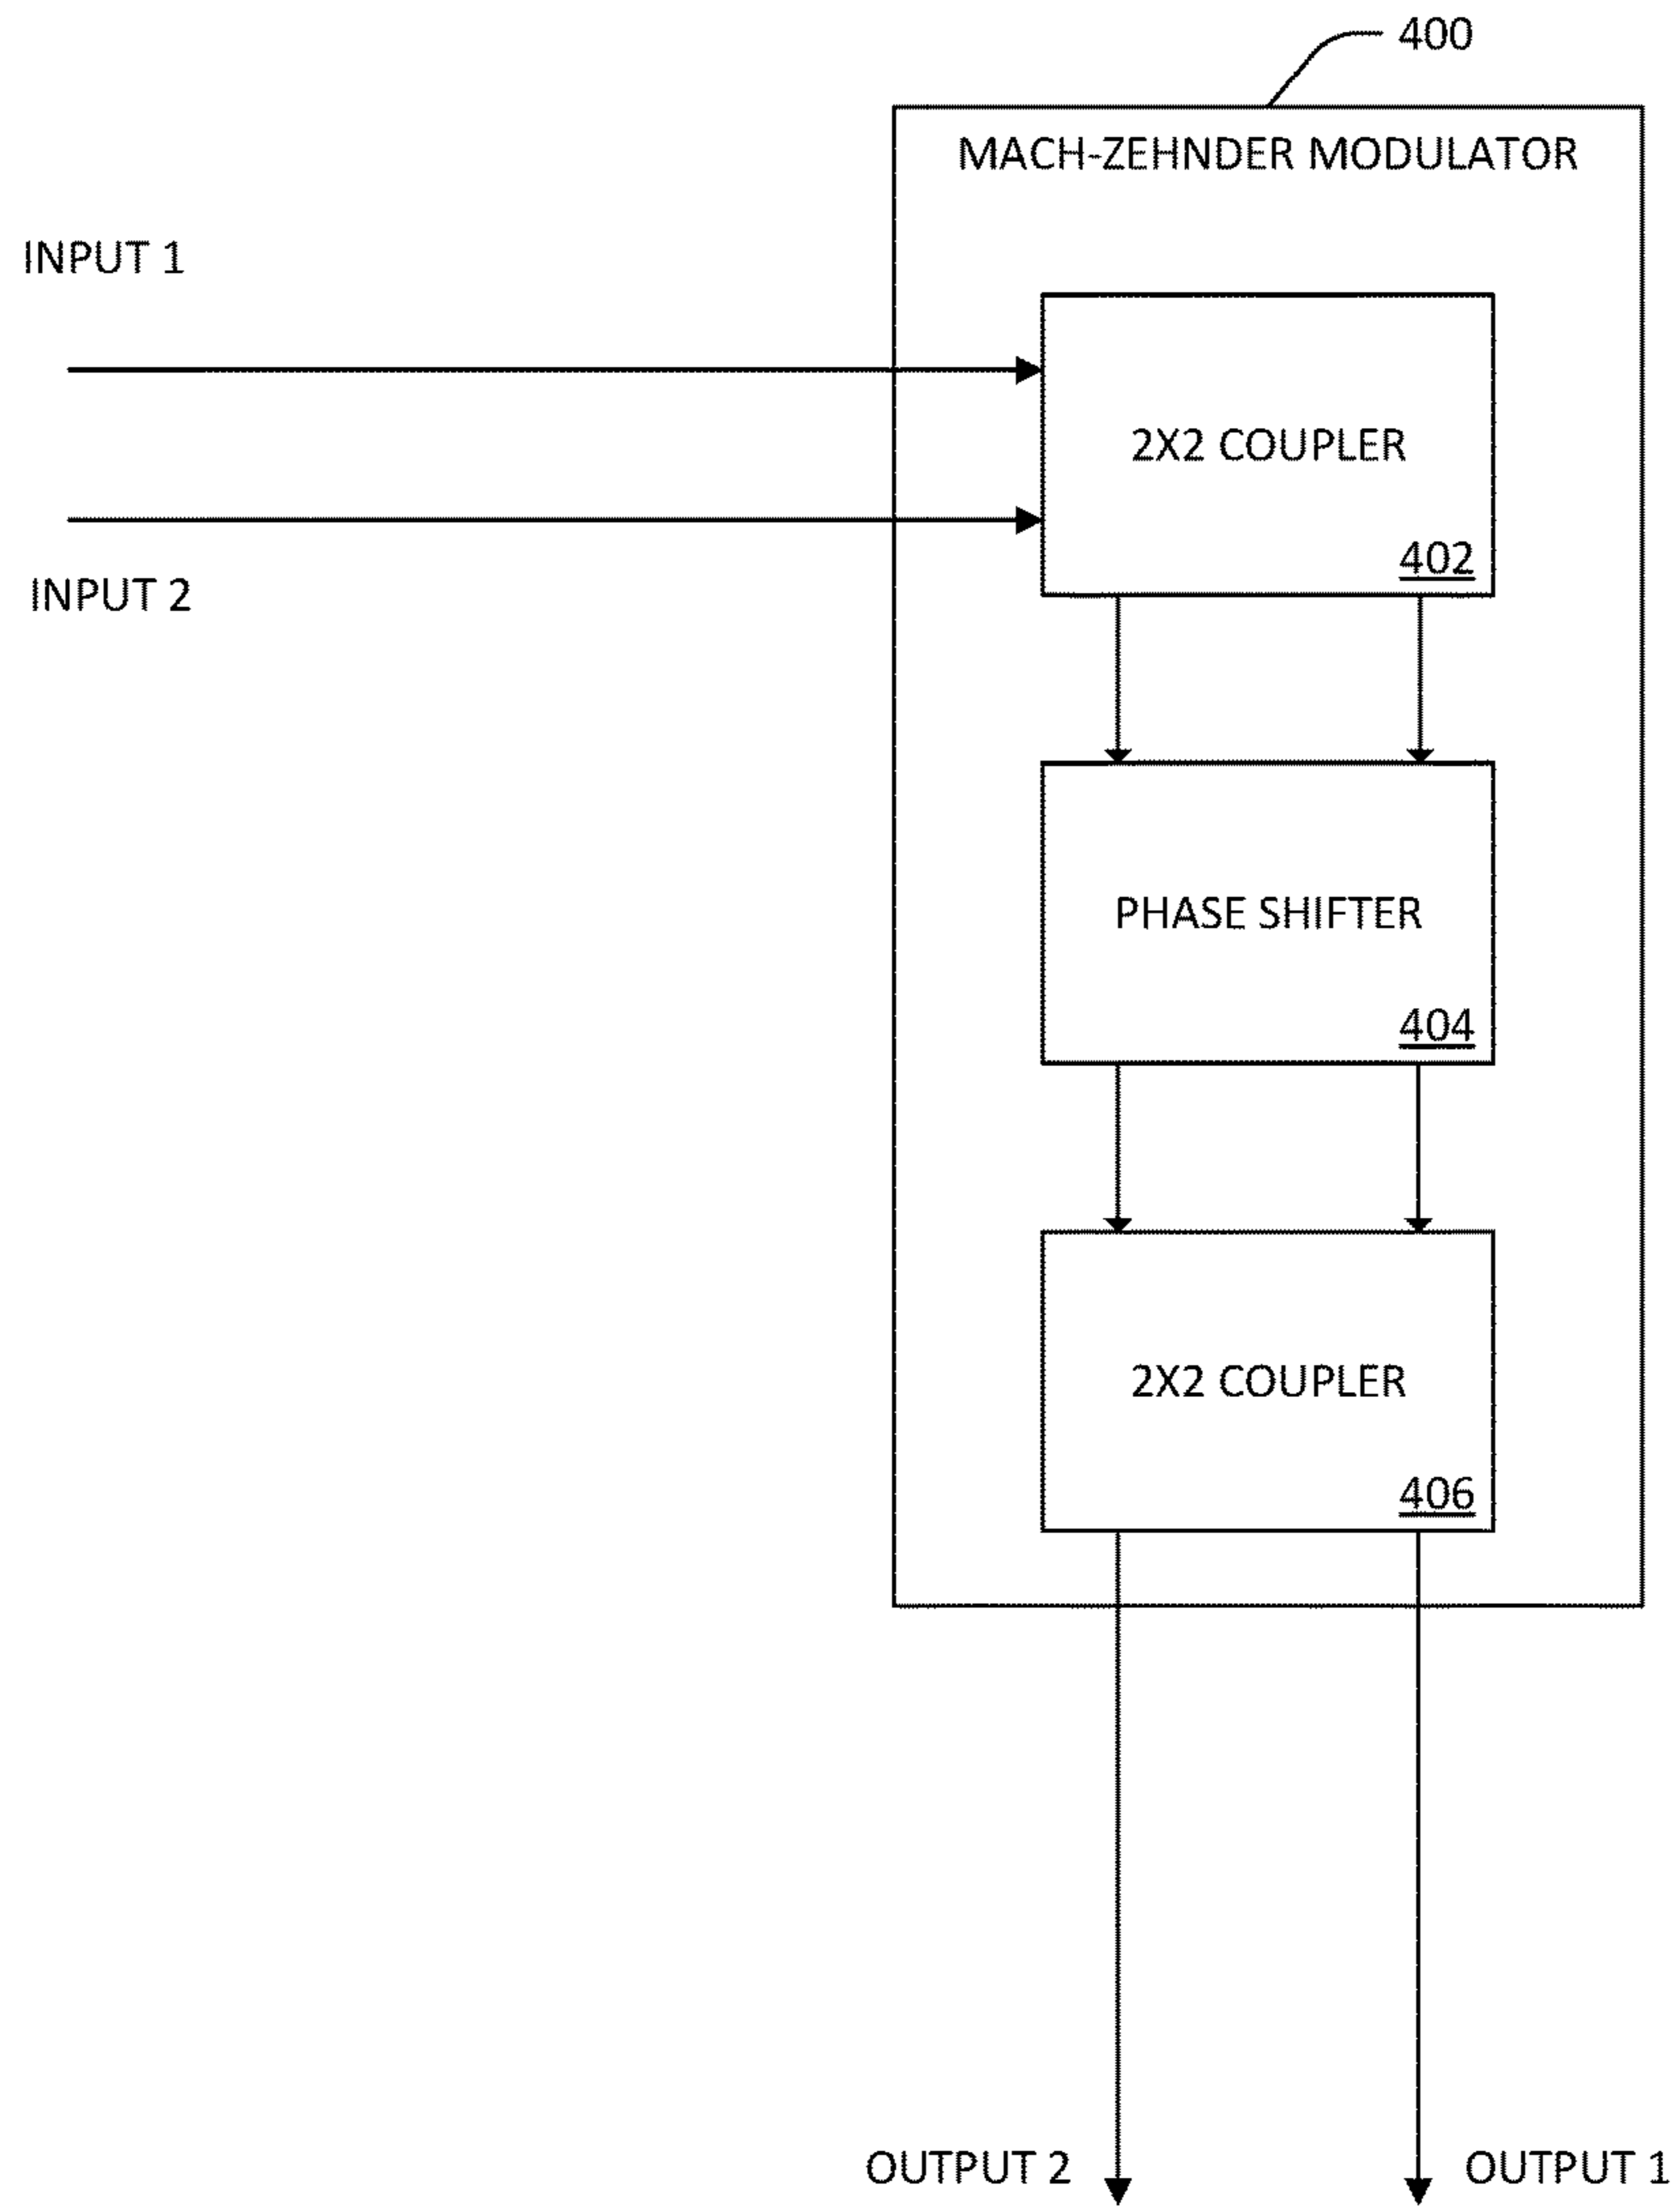 400
MACH-ZEHNDER MODULATOR
INPUT 1
2X2 COUPLER
402
INPUT 2
PHASE SHIFTER
404
2X2 COUPLER
406
OUTPUT 2
OUTPUT 1